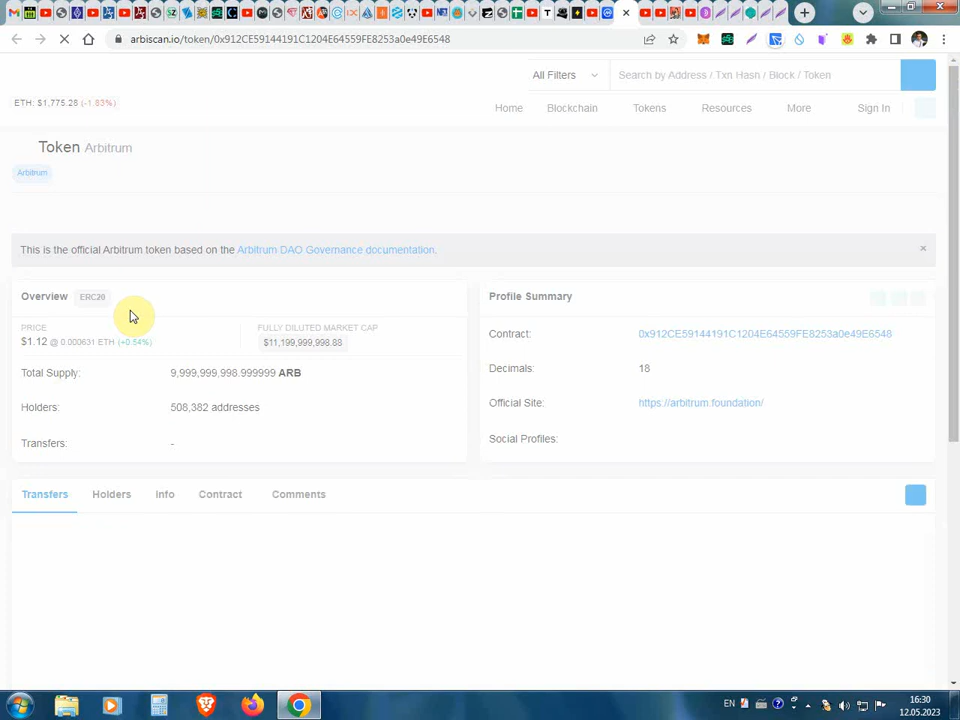 arbiscan.io/token/0x912CE59144191C1204E64559FE8253a0e49E6548
All Filters
Search by Address / Txn Hash / Block / Token
ETH: $1,775.28 (-1.83%)
Home Blockchain Tokens Resources More Sign In
Token Arbitrum
Arbitrum
This is the official Arbitrum token based on the Arbitrum DAO Governance documentation.
Overview ERC20
PRICE
$1.12 @ 0.000631 ETH (+0.54%)
FULLY DILUTED MARKET CAP
$11,199,999,998.88
Total Supply: 9,999,999,998.999999 ARB
Holders: 508,382 addresses
Transfers: -
Profile Summary
Contract: 0x912CE59144191C1204E64559FE8253a0e49E6548
Decimals: 18
Official Site: https://arbitrum.foundation/
Social Profiles:
Transfers Holders Info Contract Comments
EN
16:30
12.05.2023